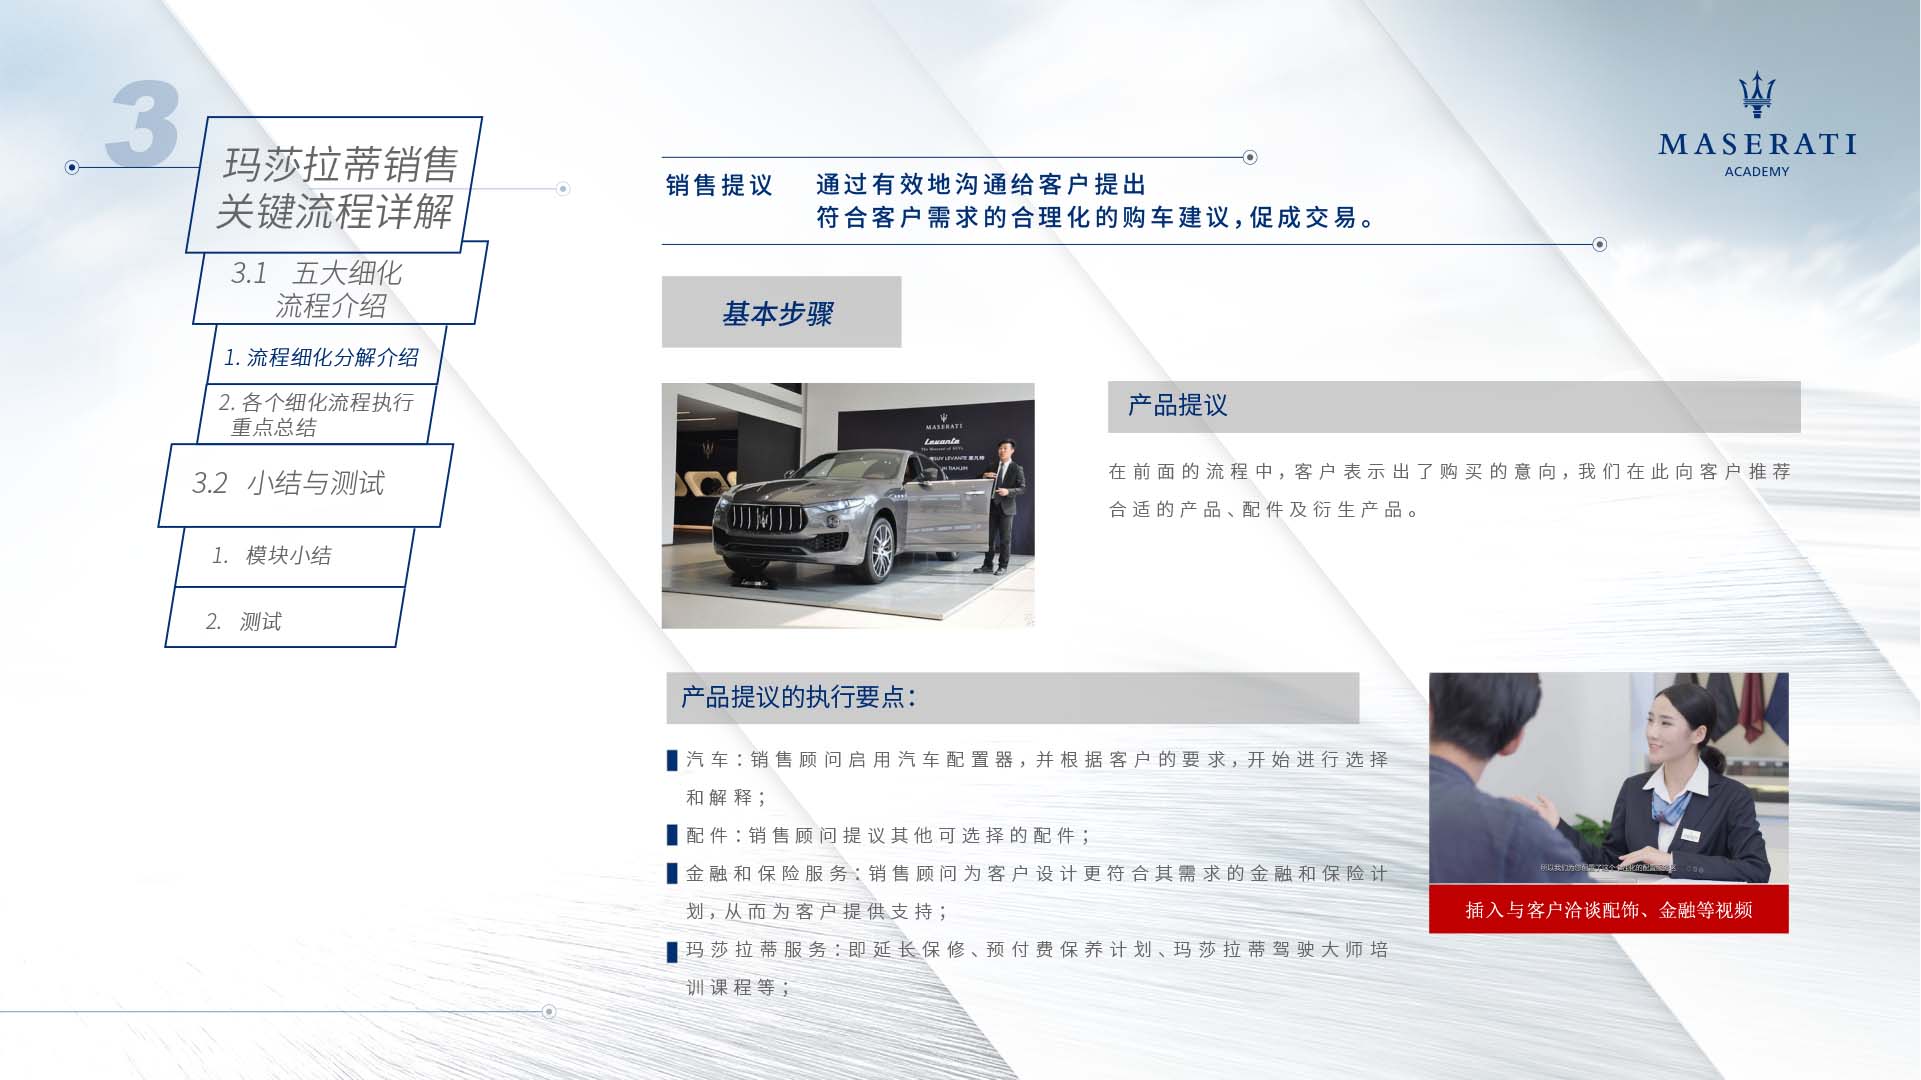 3
玛莎拉蒂销售
关键流程详解
3.1 五大细化
流程介绍
1. 流程细化分解介绍
2. 各个细化流程执行
重点总结
3.2 小结与测试
1. 模块小结
2. 测试
MASERATI
ACADEMY
销售提议 通过有效地沟通给客户提出
符合客户需求的合理化的购车建议,促成交易。
基本步骤
MASERATI
Levante
产品提议
在前面的流程中,客户表示出了购买的意向,我们在此向客户推荐
合适的产品、配件及衍生产品。
产品提议的执行要点:
汽车:销售顾问启用汽车配置器,并根据客户的要求,开始进行选择
和解释;
配件:销售顾问提议其他可选择的配件;
金融和保险服务:销售顾问为客户设计更符合其需求的金融和保险计
划,从而为客户提供支持;
玛莎拉蒂服务:即延长保修、预付费保养计划、玛莎拉蒂驾驶大师培
训课程等;
插入与客户洽谈配饰、金融等视频